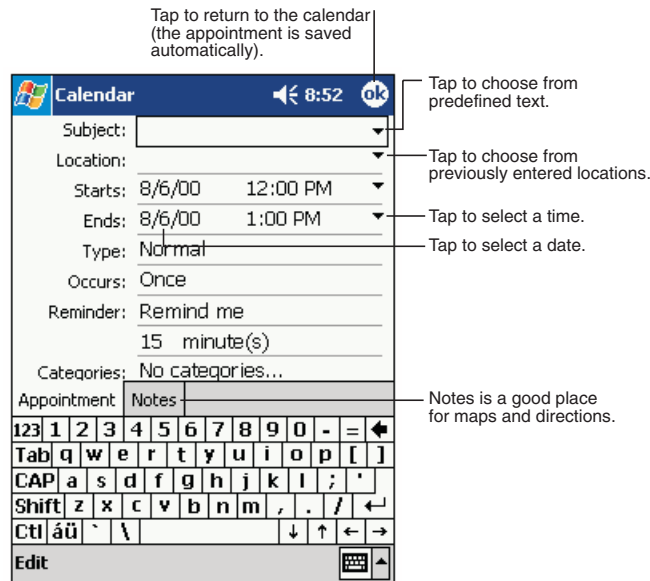 Tap to return to the calendar
(the appointment is saved
automatically).
Calendar 8:52 ok
Tap to choose from
predefined text.
Subject:
Location:
Tap to choose from
previously entered locations.
Starts: 8/6/00 12:00 PM
Ends: 8/6/00 1:00 PM
Tap to select a time.
Tap to select a date.
Type: Normal
Occurs: Once
Reminder: Remind me
15 minute(s)
Categories: No categories...
Appointment Notes
Notes is a good place
for maps and directions.
123 1 2 3 4 5 6 7 8 9 0 - = 🡸
Tab q w e r t y u i o p [ ]
CAP a s d f g h j k l ; '
Shift z x c v b n m , . / ↵
Ctl áü ` \ ↓ ↑ ← →
Edit